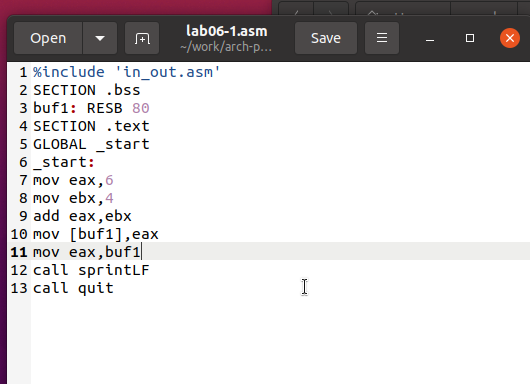 Open
lab06-1.asm
~/work/arch-p...
Save
1 %include 'in_out.asm'
2 SECTION .bss
3 buf1: RESB 80
4 SECTION .text
5 GLOBAL _start
6 _start:
7 mov eax,6
8 mov ebx,4
9 add eax,ebx
10 mov [buf1],eax
11 mov eax,buf1
12 call sprintLF
13 call quit